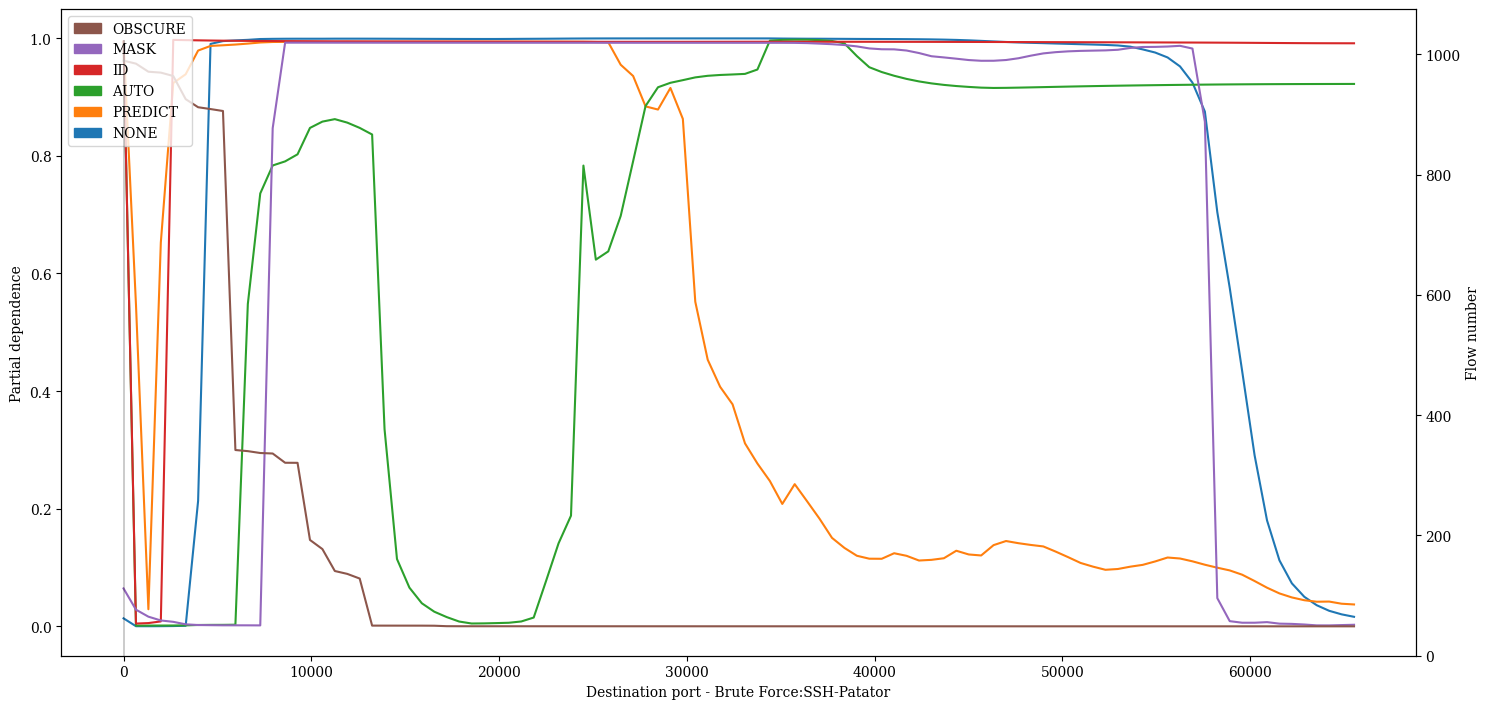 OBSCURE
MASK
ID
AUTO
PREDICT
NONE
1.0
0.8
0.6
0.4
0.2
0.0
Partial dependence
1000
800
600
400
200
0
Flow number
0 10000 20000 30000 40000 50000 60000
Destination port - Brute Force:SSH-Patator